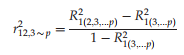 r²₁₂,₃∼ₚ = (R²₁₍₂,₃,...ₚ₎ − R²₁₍₃,...ₚ₎) / (1 − R²₁₍₃,...ₚ₎)